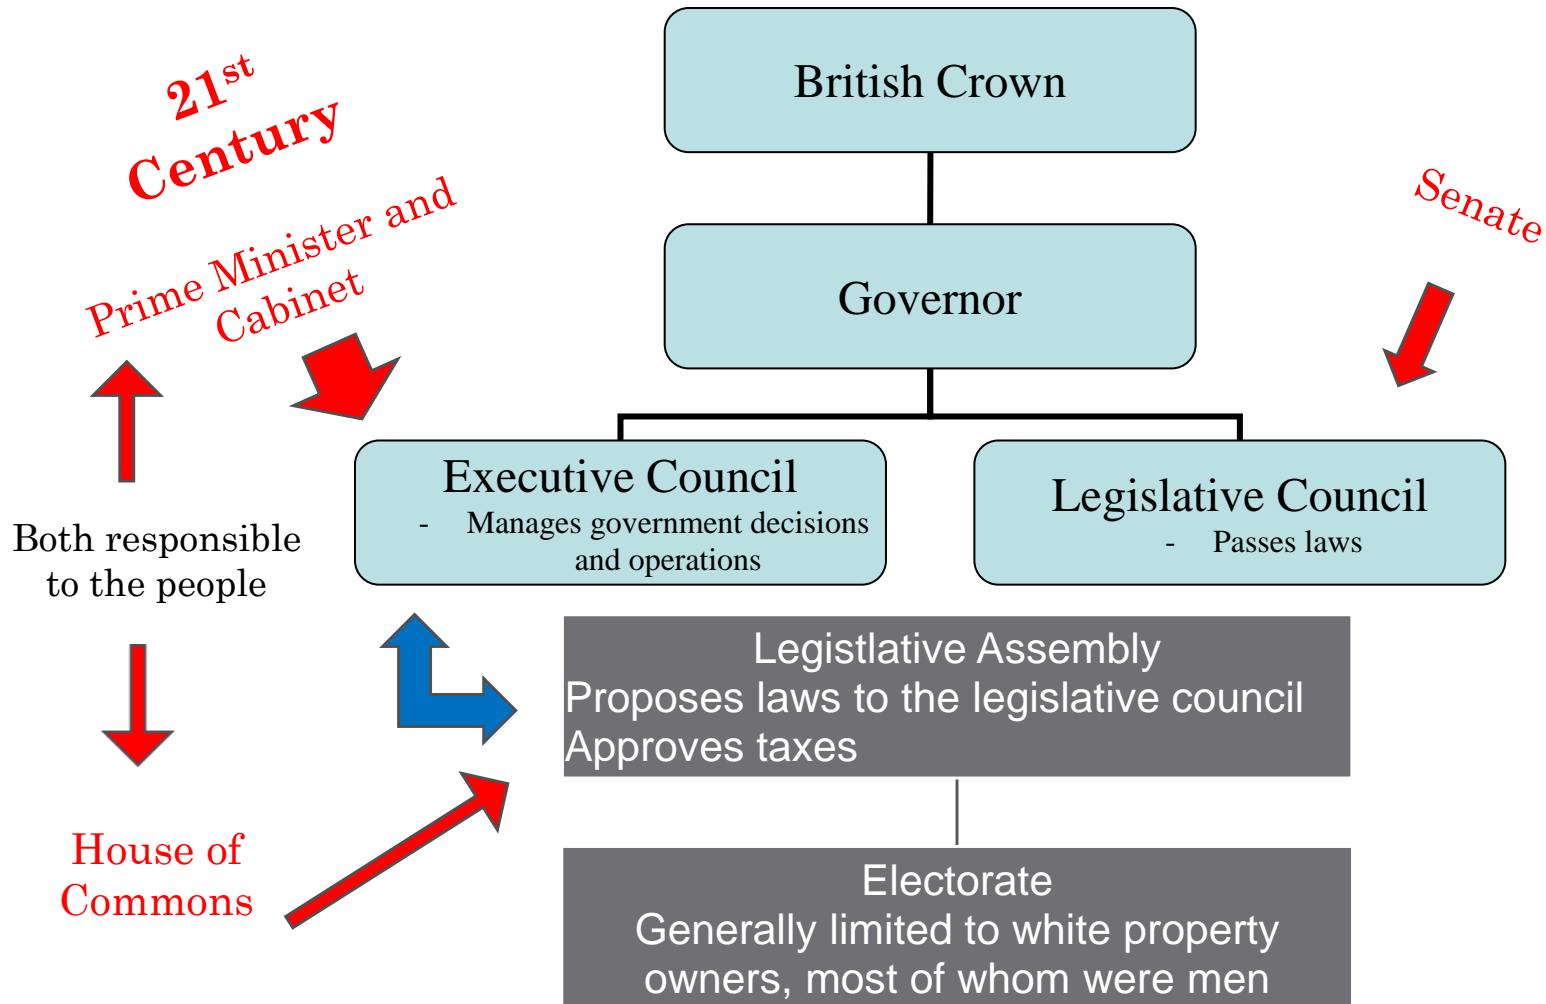 21st
Century
Prime Minister and
Cabinet
British Crown
Governor
Senate
Executive Council
- Manages government decisions
and operations
Legislative Council
- Passes laws
Both responsible
to the people
Legistlative Assembly
Proposes laws to the legislative council
Approves taxes
House of
Commons
Electorate
Generally limited to white property
owners, most of whom were men